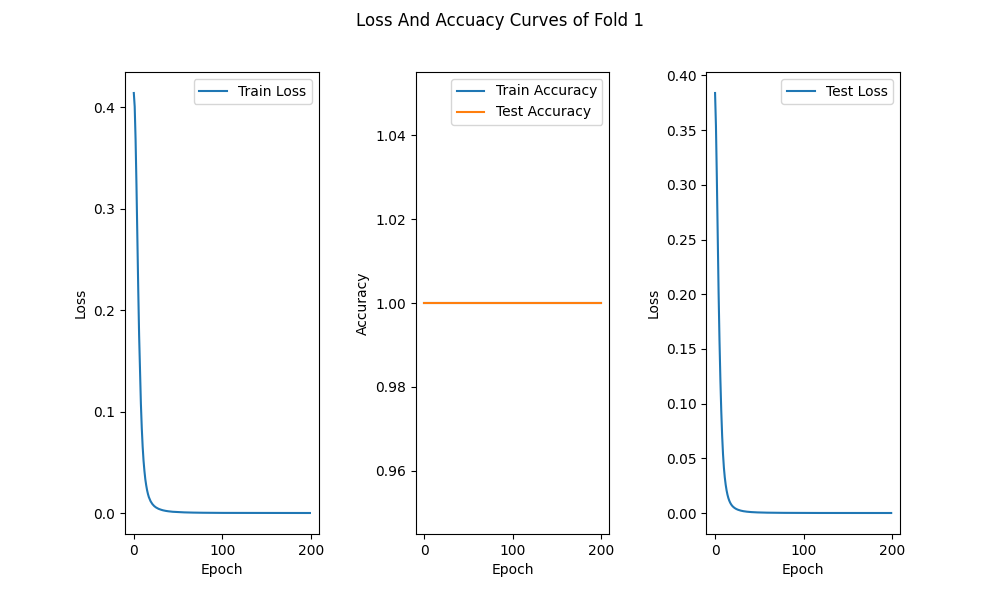 Loss And Accuacy Curves of Fold 1
Train Loss
0.4
0.3
0.2
0.1
0.0
Loss
0 100 200
Epoch
Train Accuracy
Test Accuracy
1.04
1.02
1.00
0.98
0.96
Accuracy
0 100 200
Epoch
Test Loss
0.40
0.35
0.30
0.25
0.20
0.15
0.10
0.05
0.00
Loss
0 100 200
Epoch